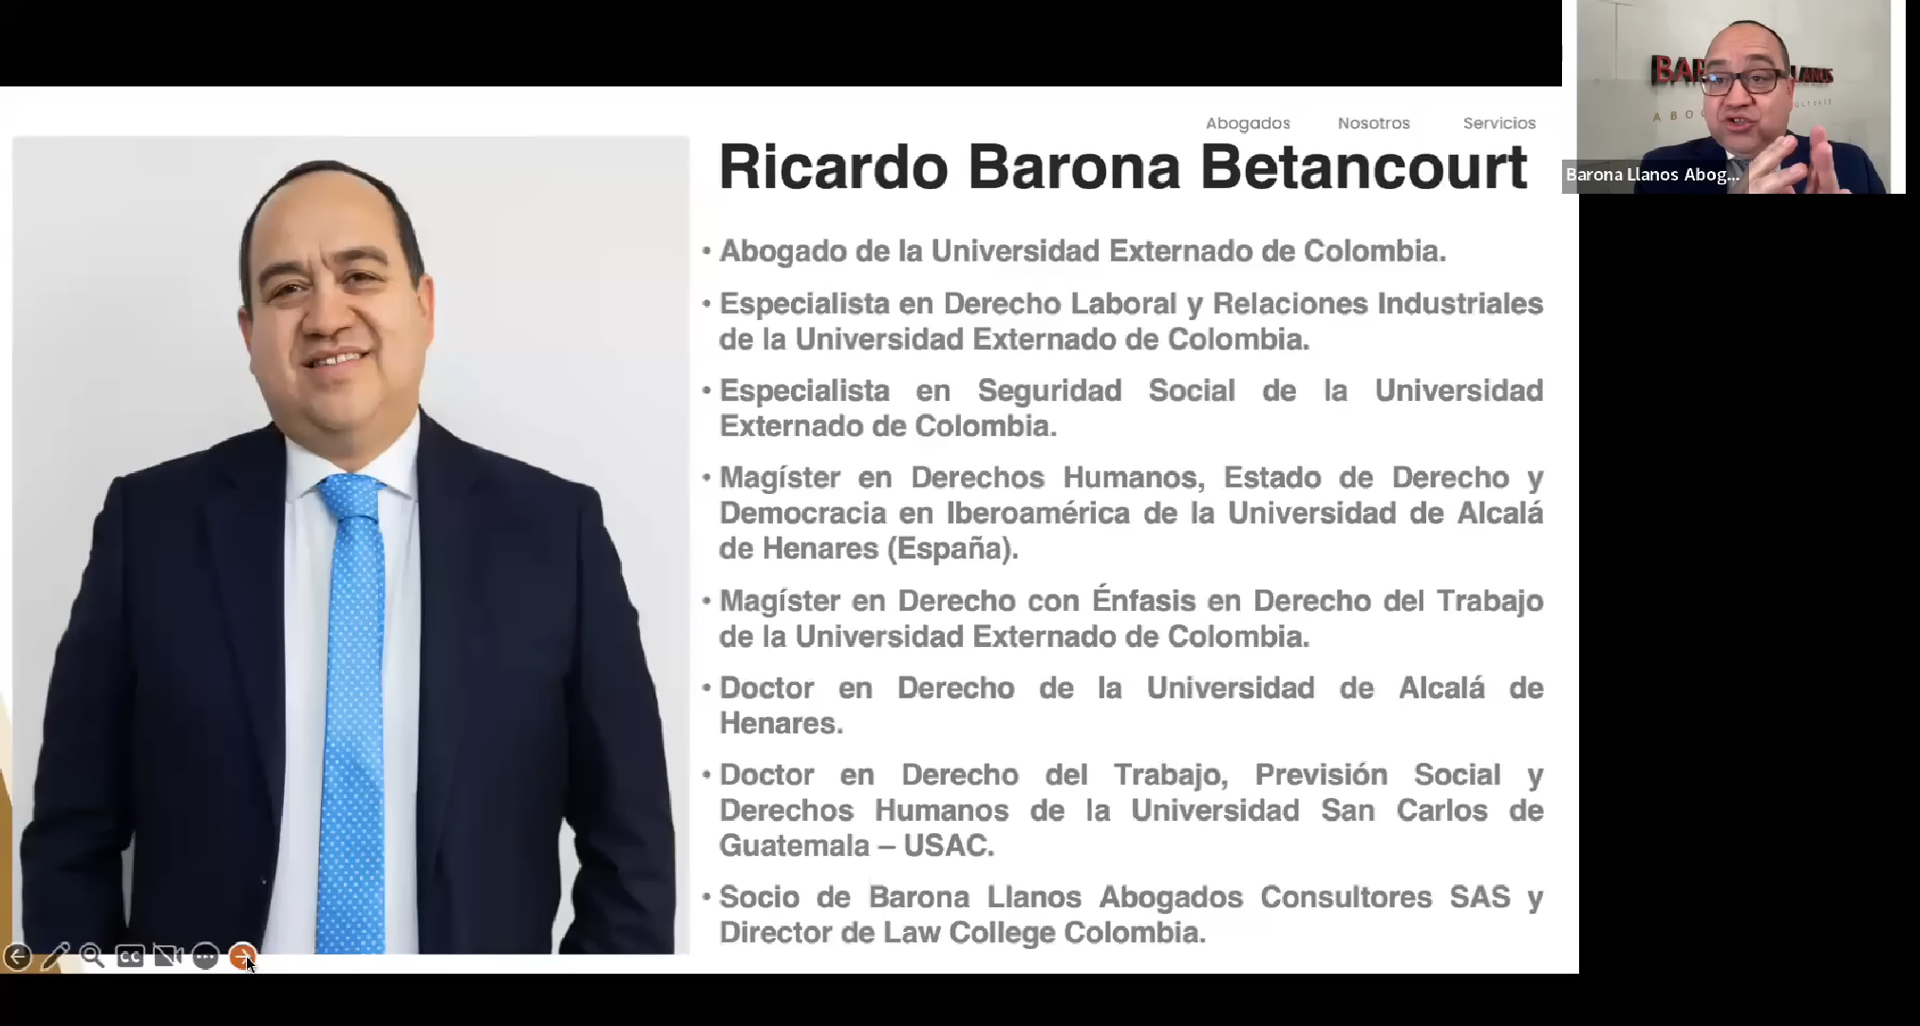 Abogados Nosotros Servicios
Ricardo Barona Betancourt
• Abogado de la Universidad Externado de Colombia.
• Especialista en Derecho Laboral y Relaciones Industriales
de la Universidad Externado de Colombia.
• Especialista en Seguridad Social de la Universidad
Externado de Colombia.
• Magíster en Derechos Humanos, Estado de Derecho y
Democracia en Iberoamérica de la Universidad de Alcalá
de Henares (España).
• Magíster en Derecho con Énfasis en Derecho del Trabajo
de la Universidad Externado de Colombia.
• Doctor en Derecho de la Universidad de Alcalá de
Henares.
• Doctor en Derecho del Trabajo, Previsión Social y
Derechos Humanos de la Universidad San Carlos de
Guatemala – USAC.
• Socio de Barona Llanos Abogados Consultores SAS y
Director de Law College Colombia.
CC
Barona Llanos Abog...